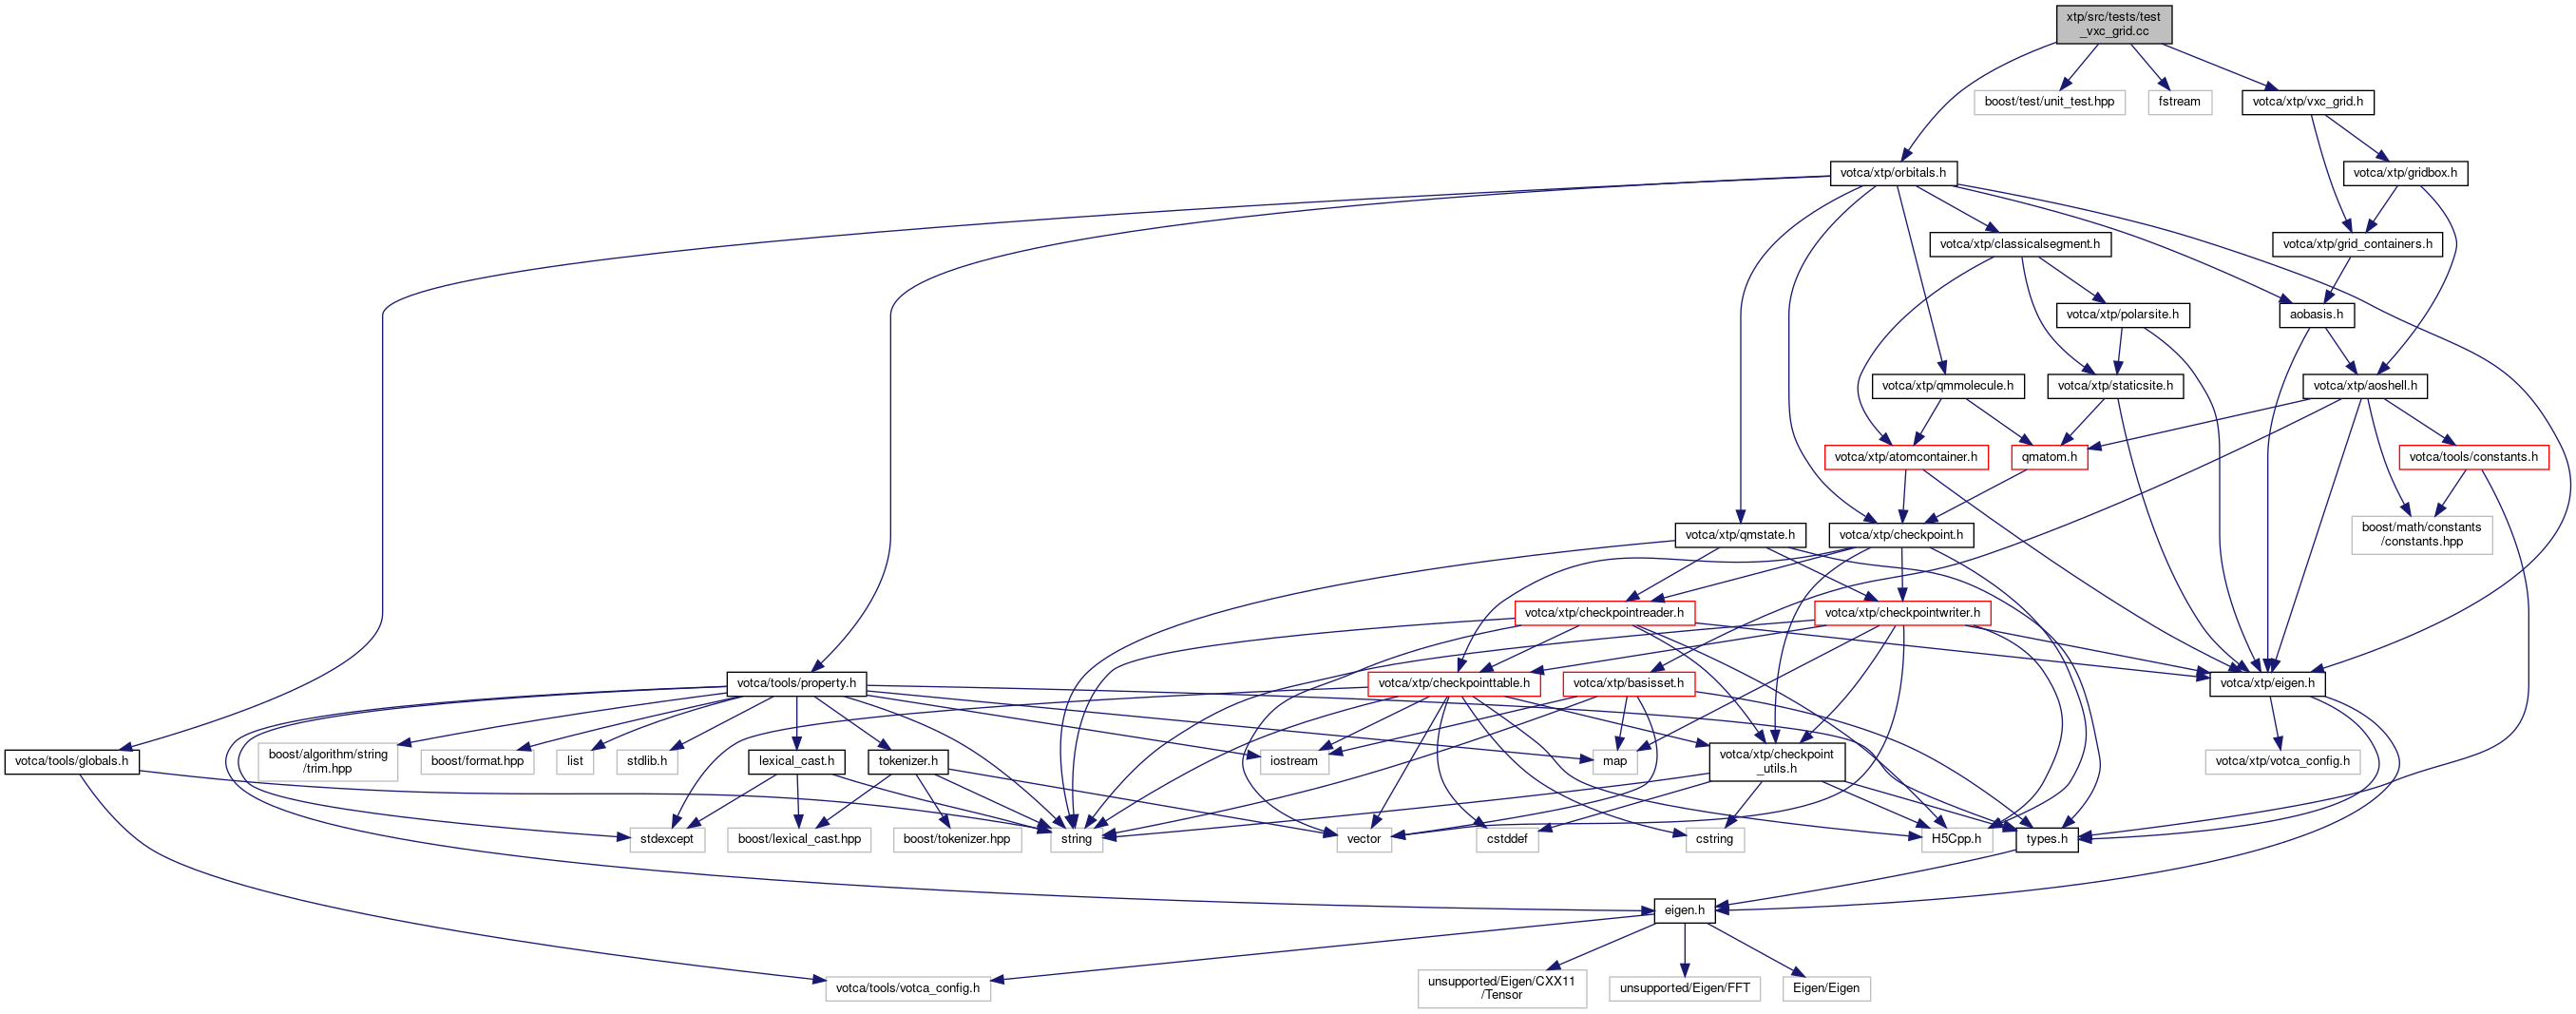 xtp/src/tests/test
_vxc_grid.cc
boost/test/unit_test.hpp
fstream
votca/xtp/vxc_grid.h
votca/xtp/orbitals.h
votca/xtp/gridbox.h
votca/xtp/classicalsegment.h
votca/xtp/grid_containers.h
votca/xtp/polarsite.h
aobasis.h
votca/xtp/qmmolecule.h
votca/xtp/staticsite.h
votca/xtp/aoshell.h
votca/xtp/atomcontainer.h
qmatom.h
votca/tools/constants.h
votca/xtp/qmstate.h
votca/xtp/checkpoint.h
boost/math/constants
/constants.hpp
votca/xtp/checkpointreader.h
votca/xtp/checkpointwriter.h
votca/tools/property.h
votca/xtp/checkpointtable.h
votca/xtp/basisset.h
votca/xtp/eigen.h
votca/tools/globals.h
boost/algorithm/string
/trim.hpp
boost/format.hpp
list
stdlib.h
lexical_cast.h
tokenizer.h
iostream
map
votca/xtp/checkpoint
_utils.h
votca/xtp/votca_config.h
stdexcept
boost/lexical_cast.hpp
boost/tokenizer.hpp
string
vector
cstddef
cstring
H5Cpp.h
types.h
eigen.h
votca/tools/votca_config.h
unsupported/Eigen/CXX11
/Tensor
unsupported/Eigen/FFT
Eigen/Eigen